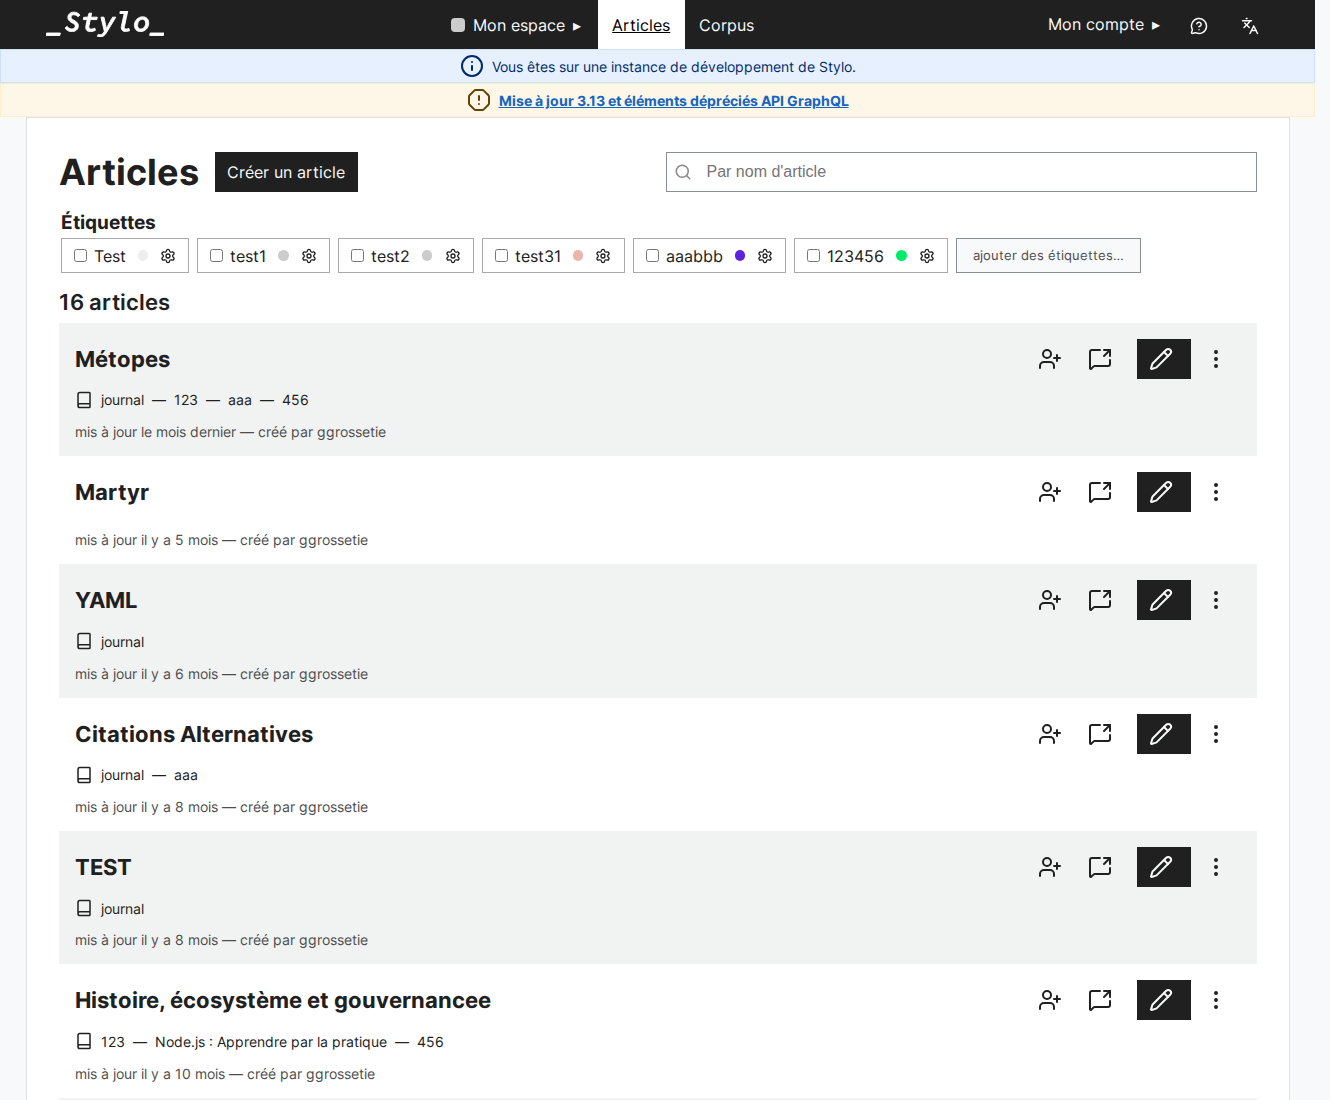 _Stylo_
Mon espace ▸
Articles
Corpus
Mon compte ▸
Vous êtes sur une instance de développement de Stylo.
Mise à jour 3.13 et éléments dépréciés API GraphQL
Articles
Créer un article
Par nom d'article
Étiquettes
Test
test1
test2
test31
aaabbb
123456
ajouter des étiquettes...
16 articles
Métopes
journal — 123 — aaa — 456
mis à jour le mois dernier — créé par ggrossetie
Martyr
mis à jour il y a 5 mois — créé par ggrossetie
YAML
journal
mis à jour il y a 6 mois — créé par ggrossetie
Citations Alternatives
journal — aaa
mis à jour il y a 8 mois — créé par ggrossetie
TEST
journal
mis à jour il y a 8 mois — créé par ggrossetie
Histoire, écosystème et gouvernancee
123 — Node.js : Apprendre par la pratique — 456
mis à jour il y a 10 mois — créé par ggrossetie